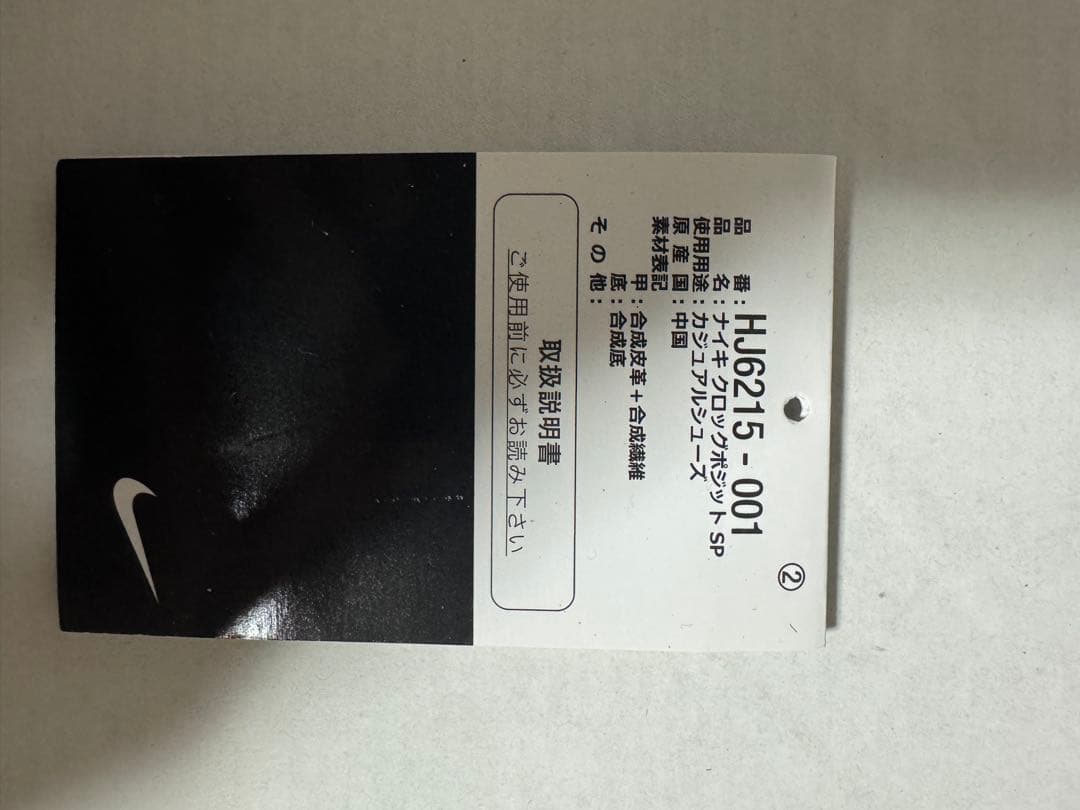 ②
品番：HJ6215-001
品名：ナイキ クロッグポジット SP
使用用途：カジュアルシューズ
原産国：中国
素材表記
甲：合成皮革＋合成繊維
底：合成底
その他：
取扱説明書
ご使用前に必ずお読み下さい